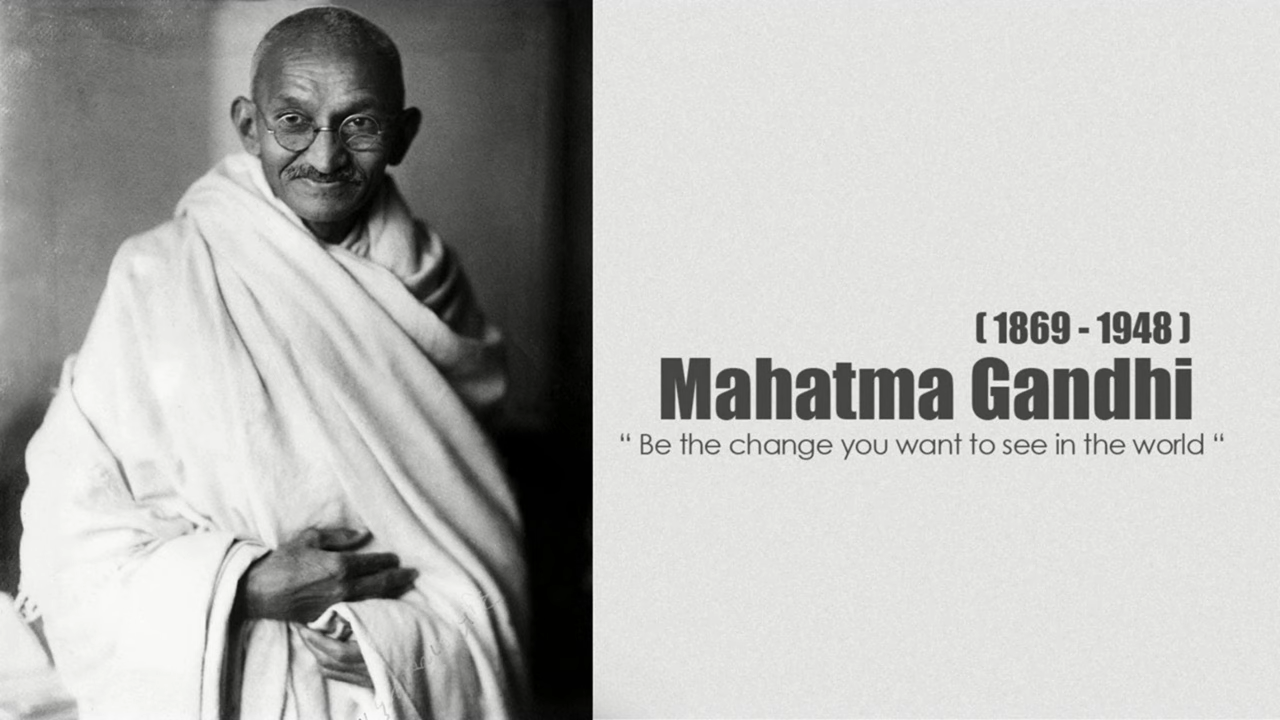 ( 1869 - 1948 )
Mahatma Gandhi
“ Be the change you want to see in the world “